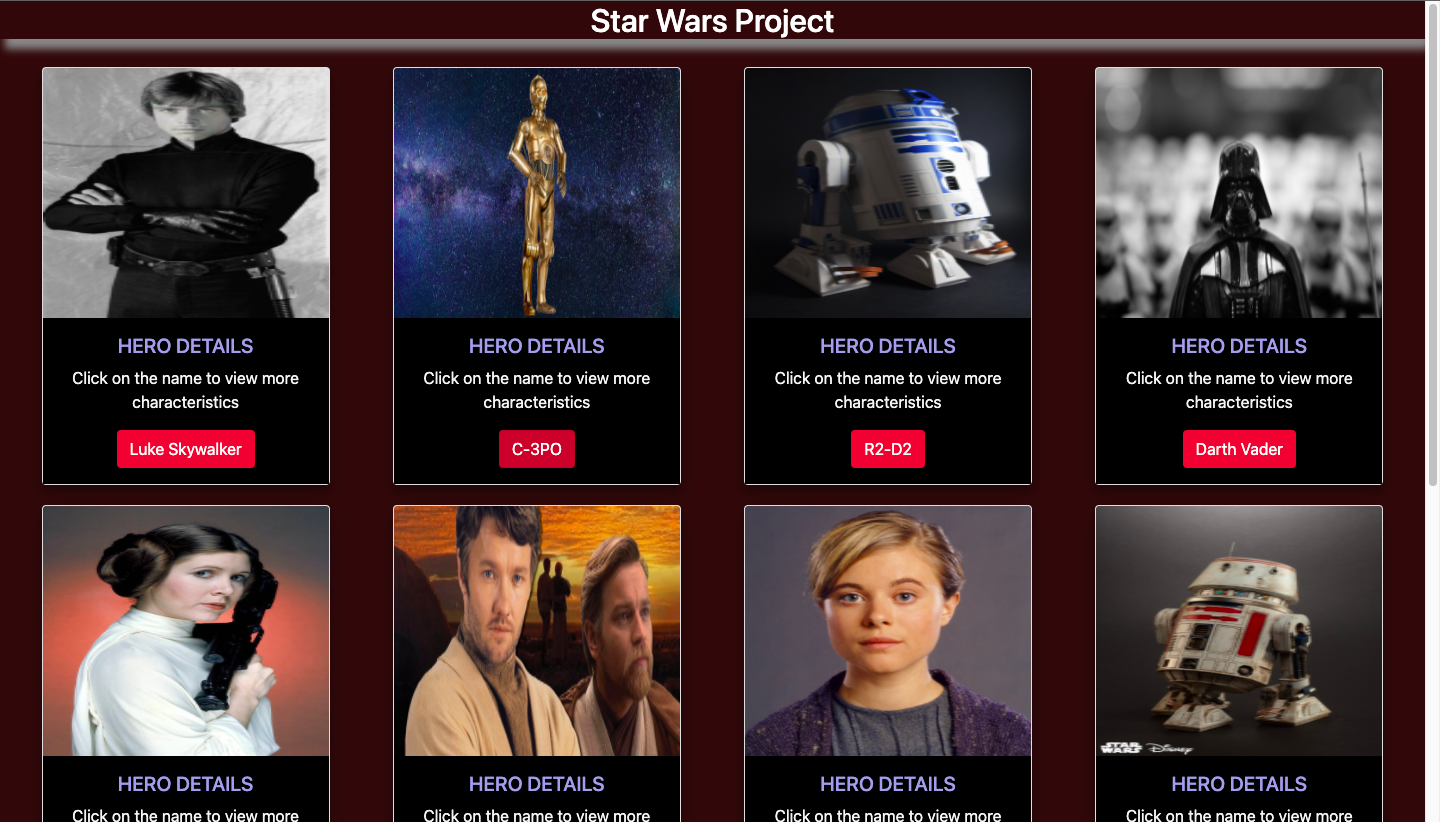 Star Wars Project
HERO DETAILS
Click on the name to view more
characteristics
Luke Skywalker
HERO DETAILS
Click on the name to view more
characteristics
C-3PO
HERO DETAILS
Click on the name to view more
characteristics
R2-D2
HERO DETAILS
Click on the name to view more
characteristics
Darth Vader
STAR
WARS
Disney
HERO DETAILS
Click on the name to view more
HERO DETAILS
Click on the name to view more
HERO DETAILS
Click on the name to view more
HERO DETAILS
Click on the name to view more